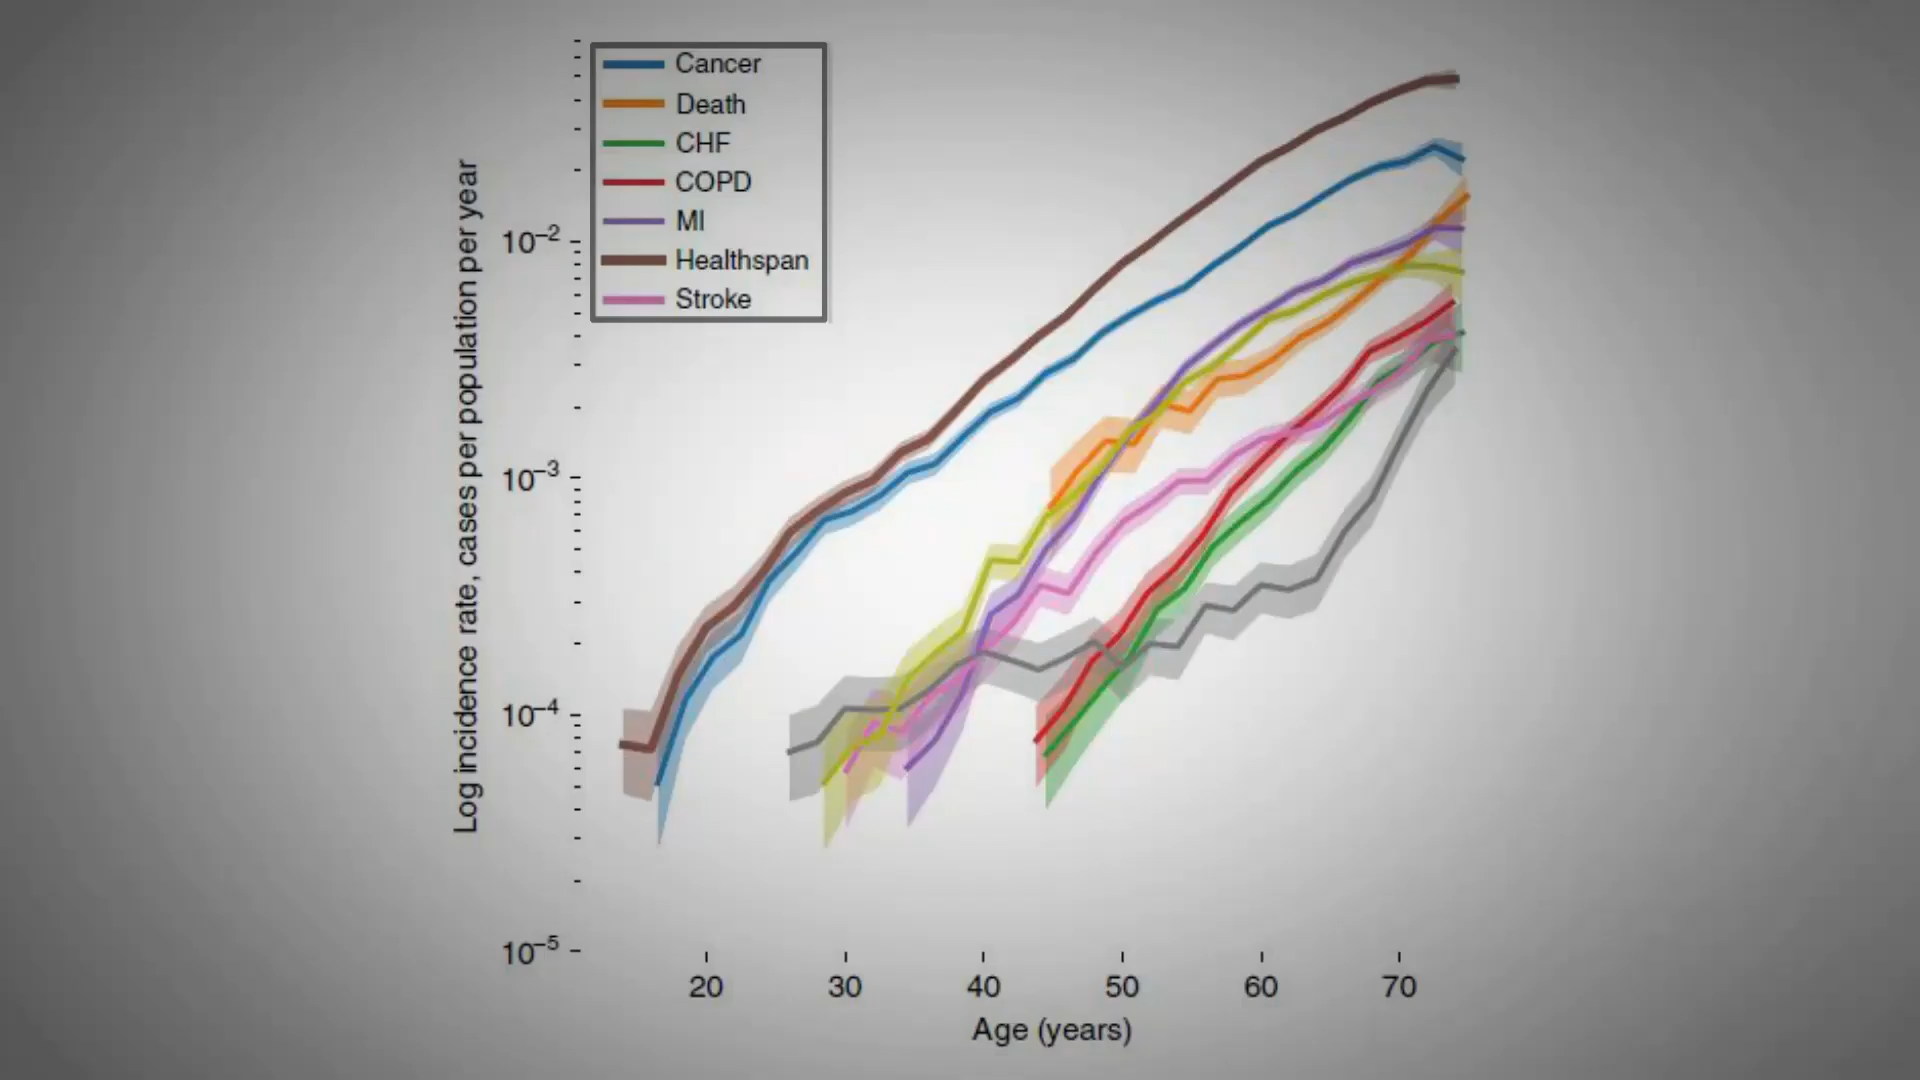 Cancer
Death
CHF
COPD
MI
Healthspan
Stroke
Log incidence rate, cases per population per year
10–2
10–3
10–4
10–5
20 30 40 50 60 70
Age (years)